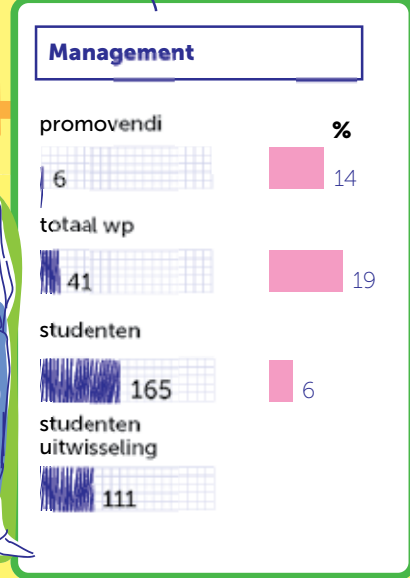 Management
promovendi
%
6
14
totaal wp
41
19
studenten
165
6
studenten
uitwisseling
111